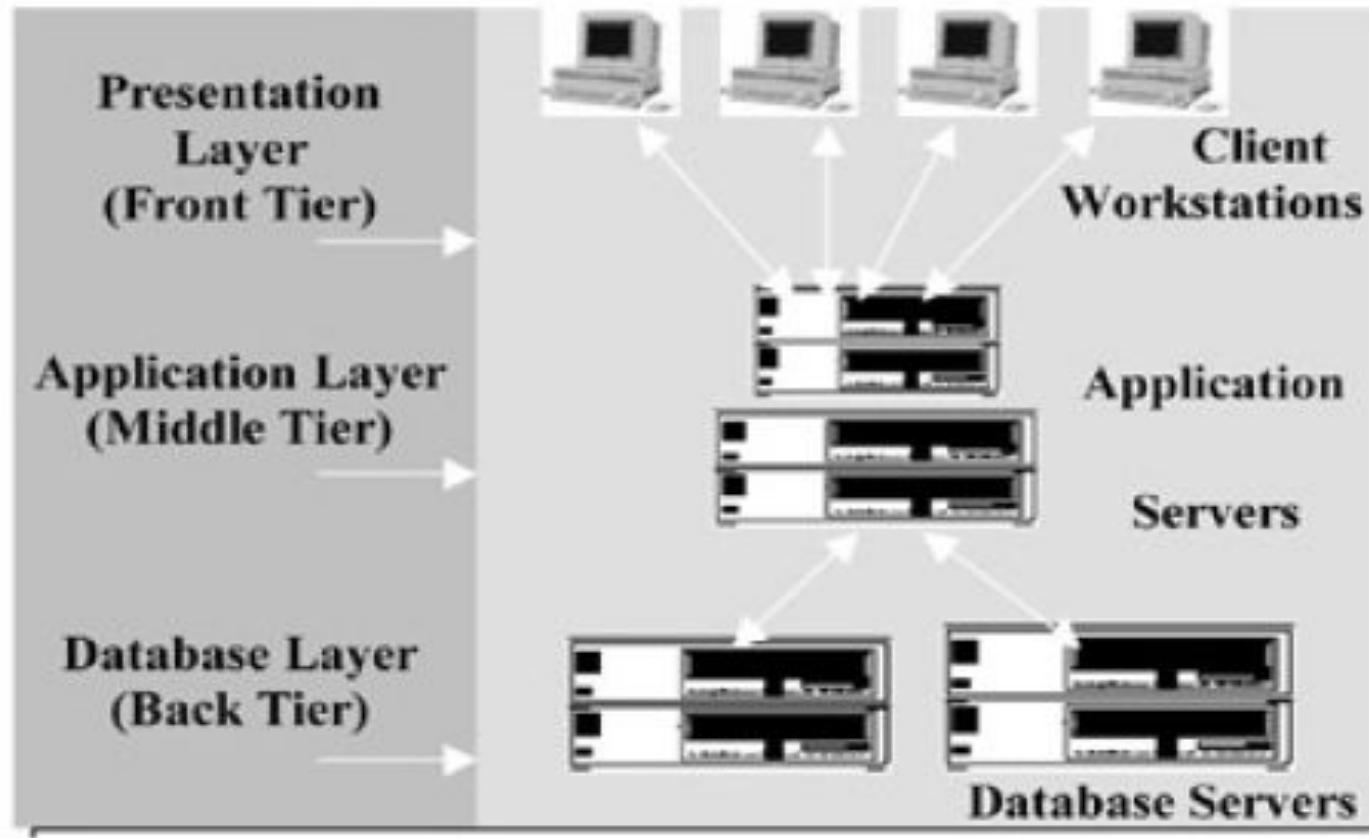 Presentation
Layer
(Front Tier)
Client
Workstations
Application Layer
(Middle Tier)
Application
Servers
Database Layer
(Back Tier)
Database Servers